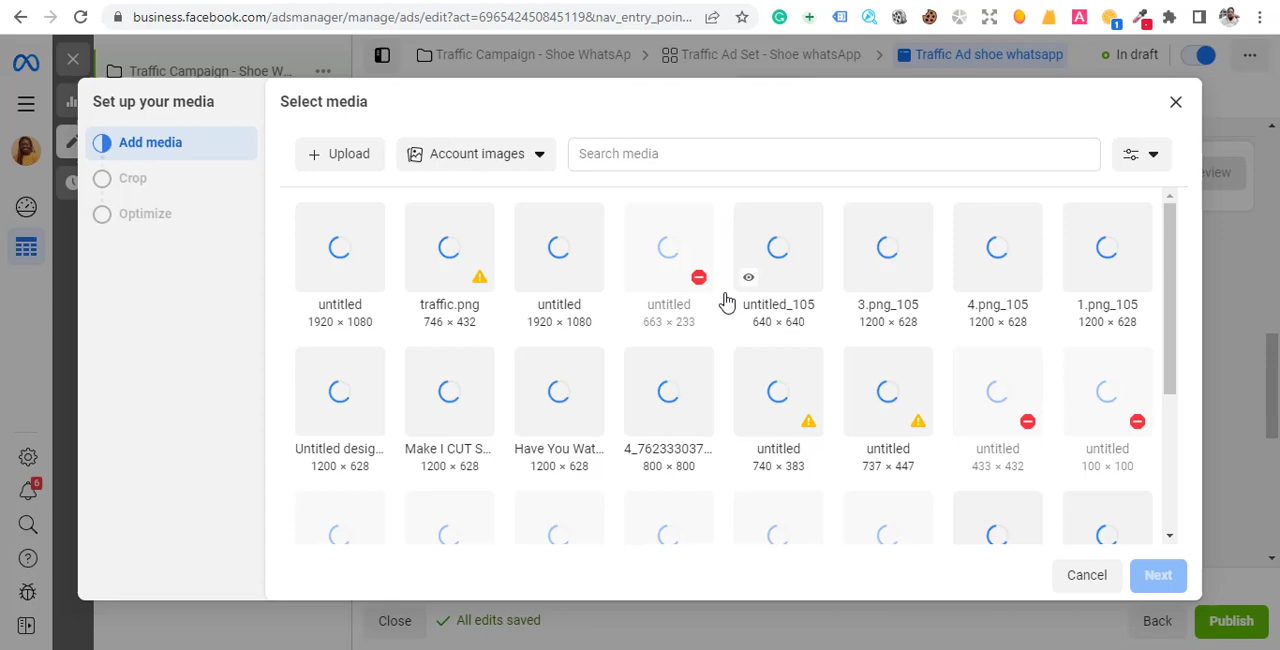 business.facebook.com/adsmanager/manage/ads/edit?act=696542450845119&nav_entry_poin...
1
Traffic Campaign - Shoe W...
Traffic Campaign - Shoe WhatsAp
Traffic Ad Set - Shoe whatsApp
Traffic Ad shoe whatsapp
In draft
Set up your media
Add media
Crop
Optimize
Select media
+ Upload
Account images
Search media
untitled
1920 × 1080
traffic.png
746 × 432
untitled
1920 × 1080
untitled
663 × 233
untitled_105
640 × 640
3.png_105
1200 × 628
4.png_105
1200 × 628
1.png_105
1200 × 628
Untitled desig...
1200 × 628
Make I CUT S...
1200 × 628
Have You Wat...
1200 × 628
4_762333037...
800 × 800
untitled
740 × 383
untitled
737 × 447
untitled
433 × 432
untitled
100 × 100
Cancel
Next
6
Close
All edits saved
Back
Publish